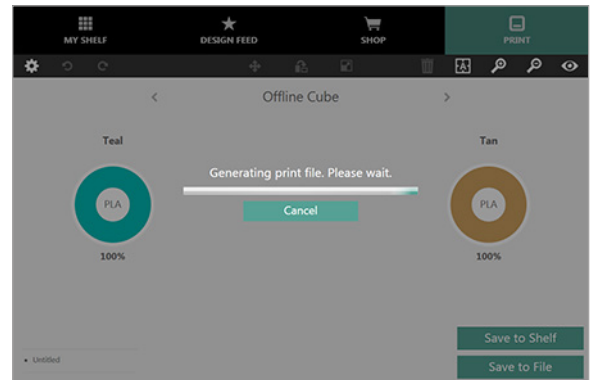 MY SHELF
DESIGN FEED
SHOP
PRINT
Offline Cube
Teal
Tan
Generating print file. Please wait.
PLA
Cancel
PLA
100%
100%
Save to Shelf
• Untitled
Save to File